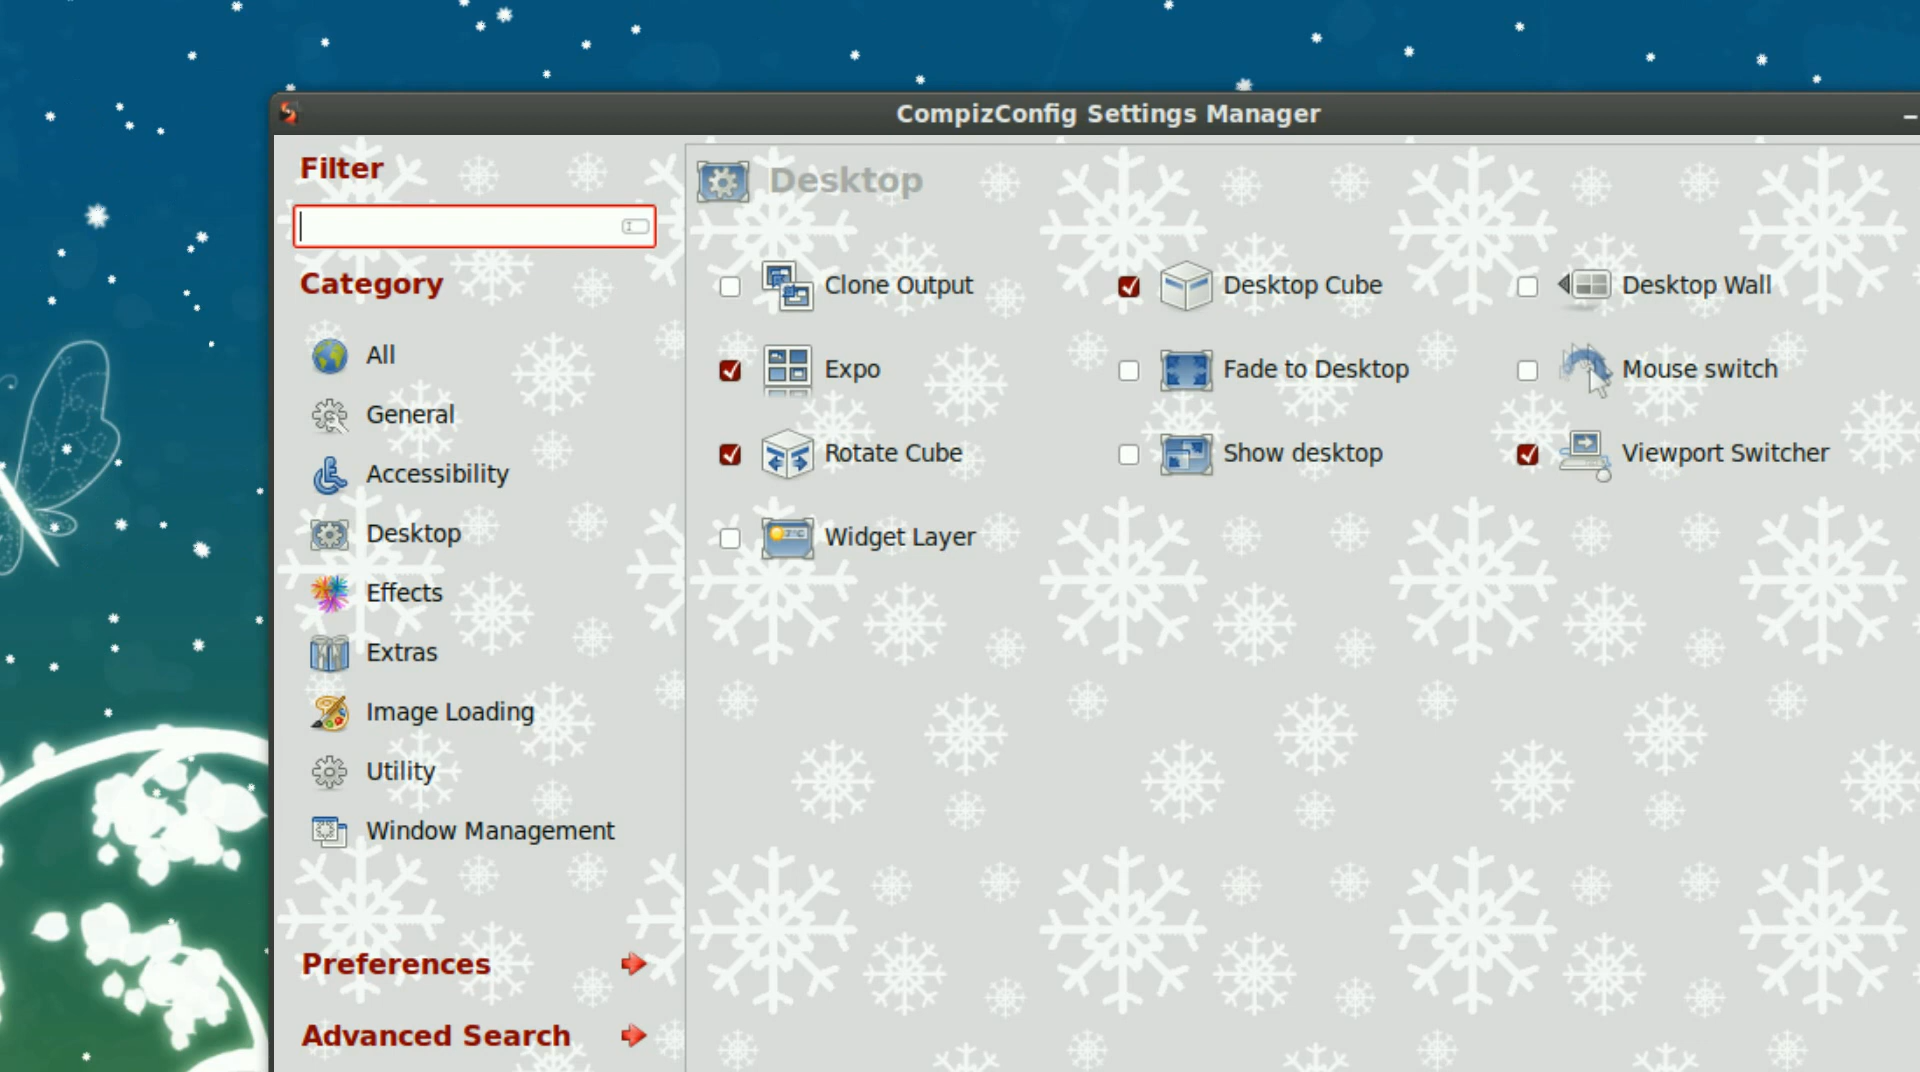 CompizConfig Settings Manager
Filter
Category
All
General
Accessibility
Desktop
Effects
Extras
Image Loading
Utility
Window Management
Preferences
Advanced Search
Desktop
Clone Output
Desktop Cube
Desktop Wall
Expo
Fade to Desktop
Mouse switch
Rotate Cube
Show desktop
Viewport Switcher
Widget Layer